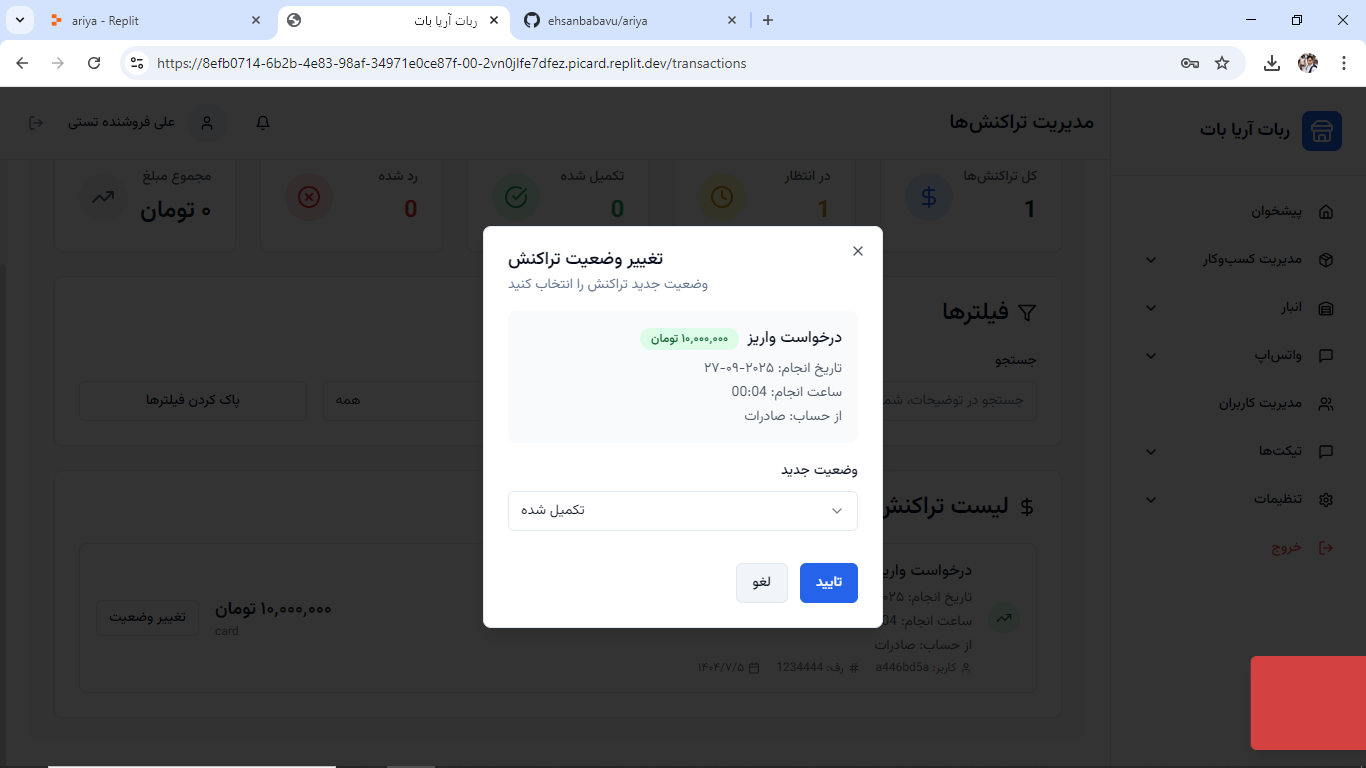 ariya - Replit
ربات آریا بات
ehsanbabavu/ariya
https://8efb0714-6b2b-4e83-98af-34971e0ce87f-00-2vn0jlfe7dfez.picard.replit.dev/transactions
ربات آریا بات
مدیریت تراکنش‌ها
علی فروشنده تستی
پیشخوان
مدیریت کسب‌وکار
انبار
واتس‌اپ
مدیریت کاربران
تیکت‌ها
تنظیمات
خروج
کل تراکنش‌ها
1
در انتظار
1
تکمیل شده
0
رد شده
0
مجموع مبلغ
۰ تومان
فیلترها
جستجو
جستجو در توضیحات، شما
همه
پاک کردن فیلترها
تغییر وضعیت تراکنش
وضعیت جدید تراکنش را انتخاب کنید
درخواست واریز
۱۰,۰۰۰,۰۰۰ تومان
تاریخ انجام: ۲۰۲۵-۰۹-۲۷
ساعت انجام: 00:04
از حساب: صادرات
وضعیت جدید
تکمیل شده
تایید
لغو
لیست تراکنش
درخواست واریز
تاریخ انجام: ۲۵
ساعت انجام: 04
از حساب: صادرات
کاربر: a446bd5a
رف: 1234444
۱۴۰۴/۷/۵
۱۰,۰۰۰,۰۰۰ تومان
card
تغییر وضعیت